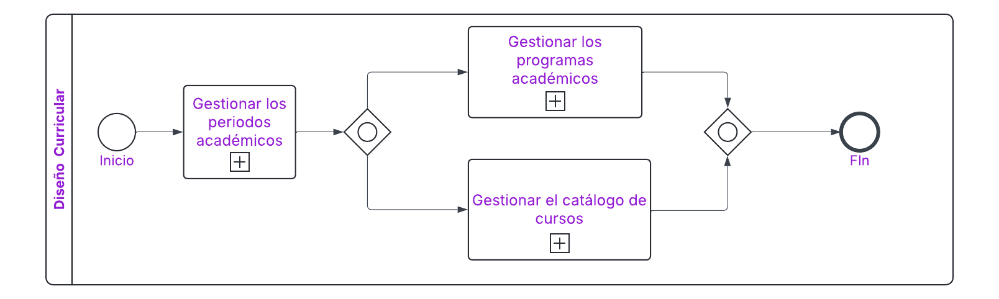 Diseño Curricular
Inicio
Gestionar los
periodos
académicos
Gestionar los
programas
académicos
Gestionar el catálogo de
cursos
FIn